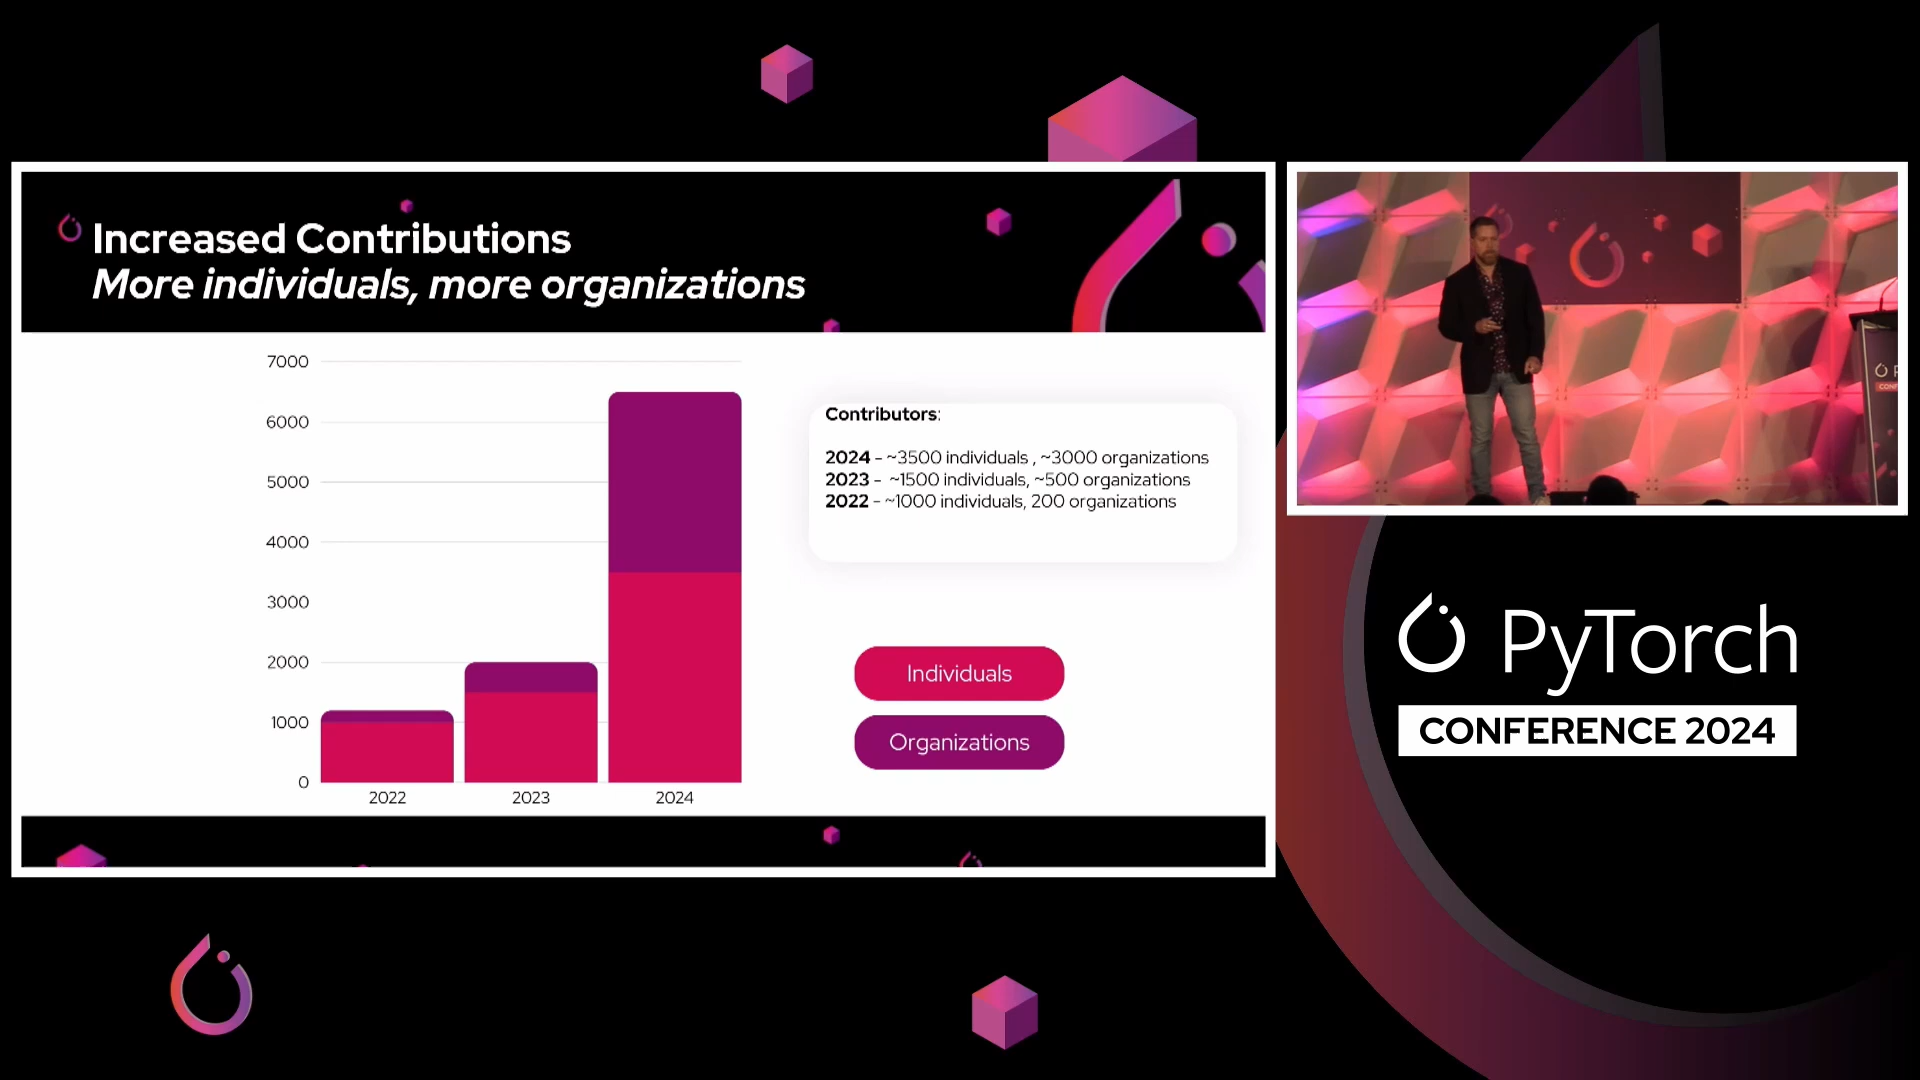 Increased Contributions
More individuals, more organizations
7000
6000
5000
4000
3000
2000
1000
0
2022
2023
2024
Contributors:
2024 - ~3500 individuals , ~3000 organizations
2023 - ~1500 individuals, ~500 organizations
2022 - ~1000 individuals, 200 organizations
Individuals
Organizations
PyTorch
CONFERENCE 2024